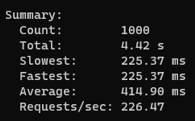 Summary:
Count: 1000
Total: 4.42 s
Slowest: 225.37 ms
Fastest: 225.37 ms
Average: 414.90 ms
Requests/sec: 226.47